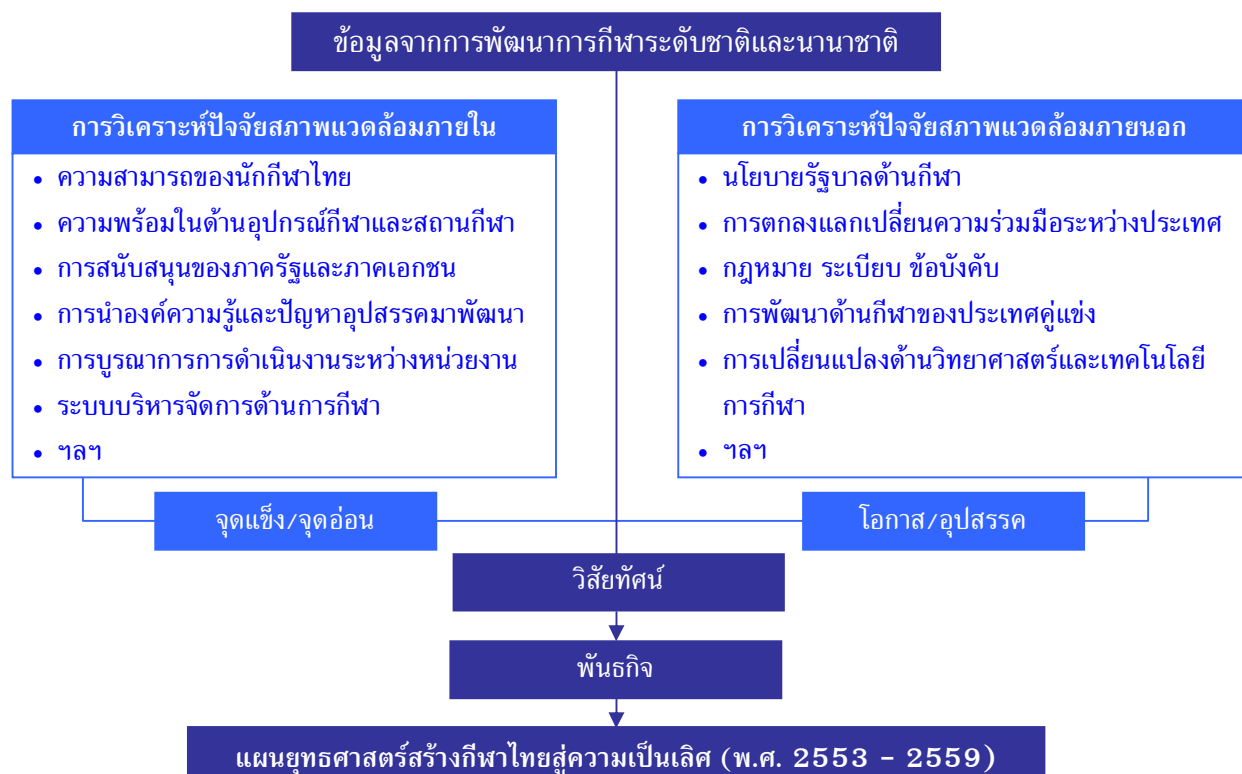 ข้อมูลจากการพัฒนาการกีฬาระดับชาติและนานาชาติ
การวิเคราะห์ปัจจัยสภาพแวดล้อมภายใน
• ความสามารถของนักกีฬาไทย
• ความพร้อมในด้านอุปกรณ์กีฬาและสถานกีฬา
• การสนับสนุนของภาครัฐและภาคเอกชน
• การนำองค์ความรู้และปัญหาอุปสรรคมาพัฒนา
• การบูรณาการการดำเนินงานระหว่างหน่วยงาน
• ระบบบริหารจัดการด้านการกีฬา
• ฯลฯ
การวิเคราะห์ปัจจัยสภาพแวดล้อมภายนอก
• นโยบายรัฐบาลด้านกีฬา
• การตกลงแลกเปลี่ยนความร่วมมือระหว่างประเทศ
• กฎหมาย ระเบียบ ข้อบังคับ
• การพัฒนาด้านกีฬาของประเทศคู่แข่ง
• การเปลี่ยนแปลงด้านวิทยาศาสตร์และเทคโนโลยี
การกีฬา
• ฯลฯ
จุดแข็ง/จุดอ่อน
โอกาส/อุปสรรค
วิสัยทัศน์
พันธกิจ
แผนยุทธศาสตร์สร้างกีฬาไทยสู่ความเป็นเลิศ (พ.ศ. 2553 - 2559)